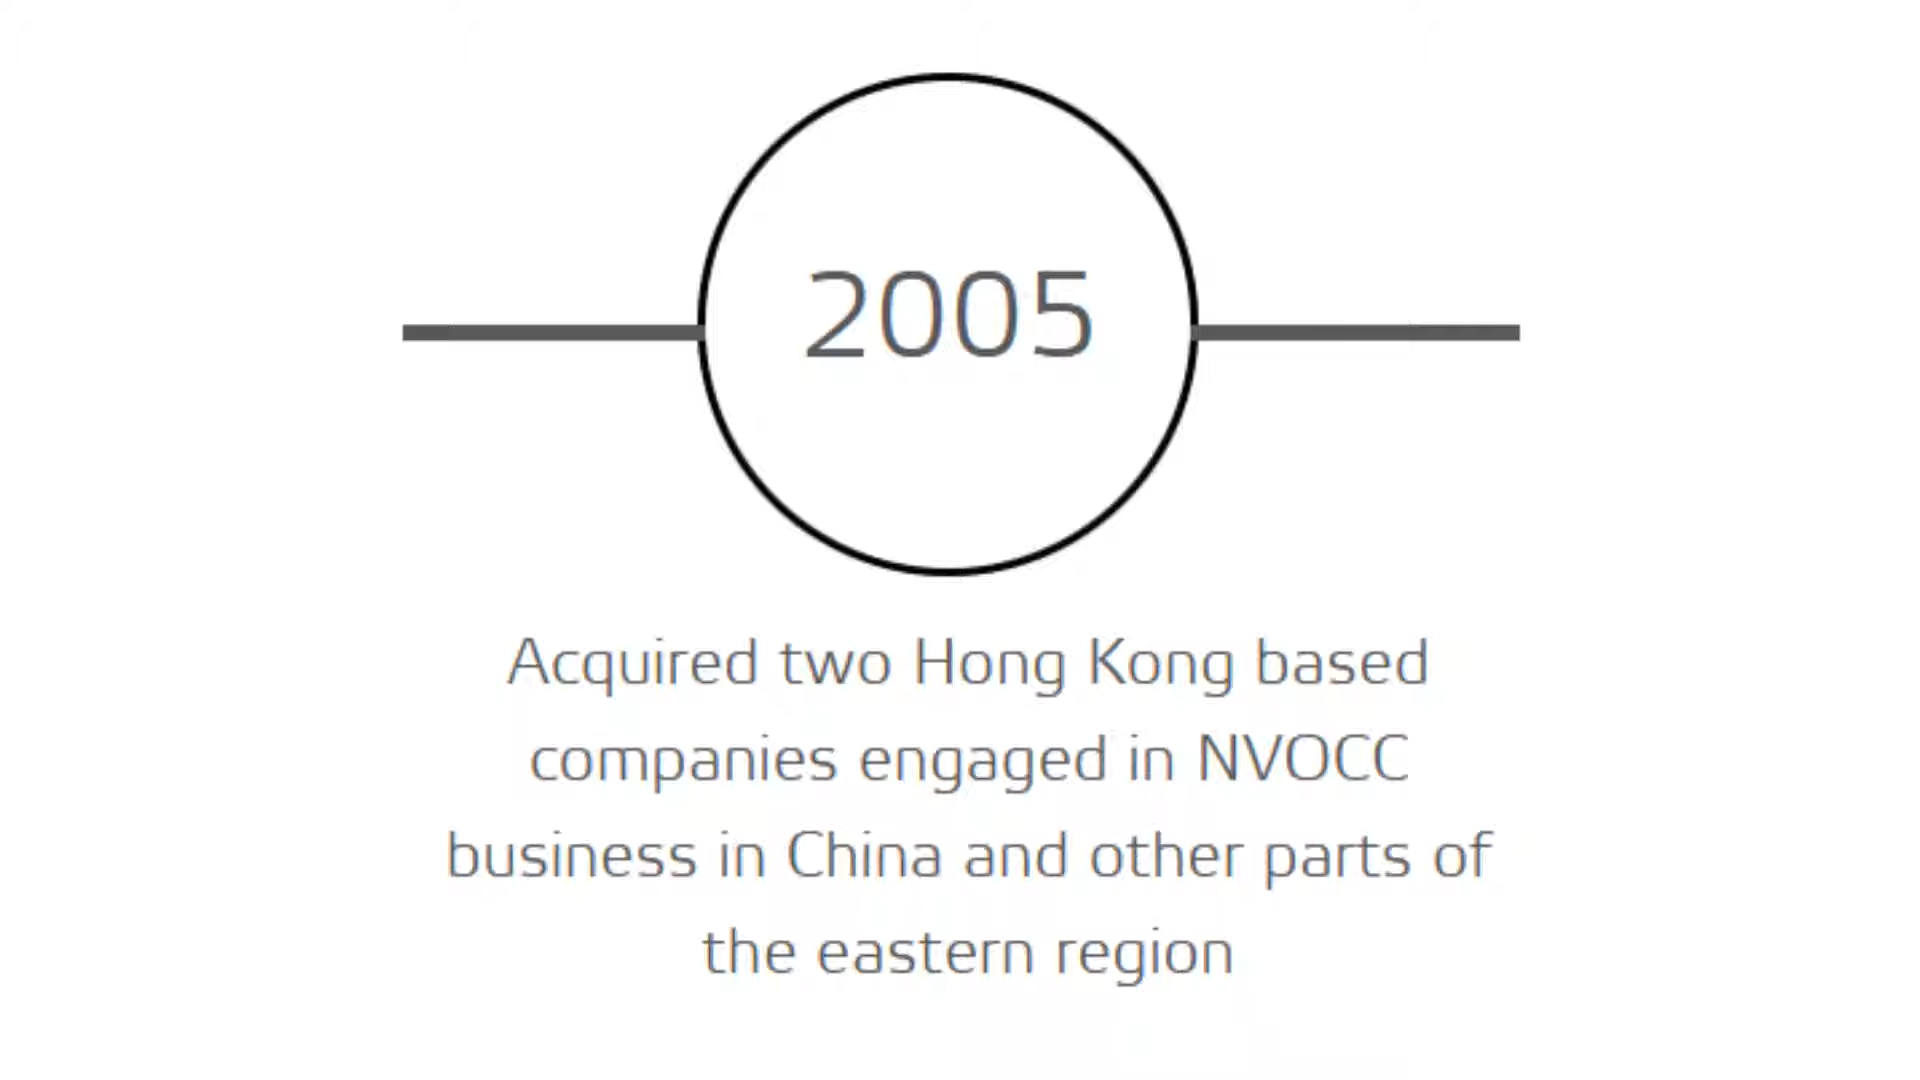 2005
Acquired two Hong Kong based
companies engaged in NVOCC
business in China and other parts of
the eastern region